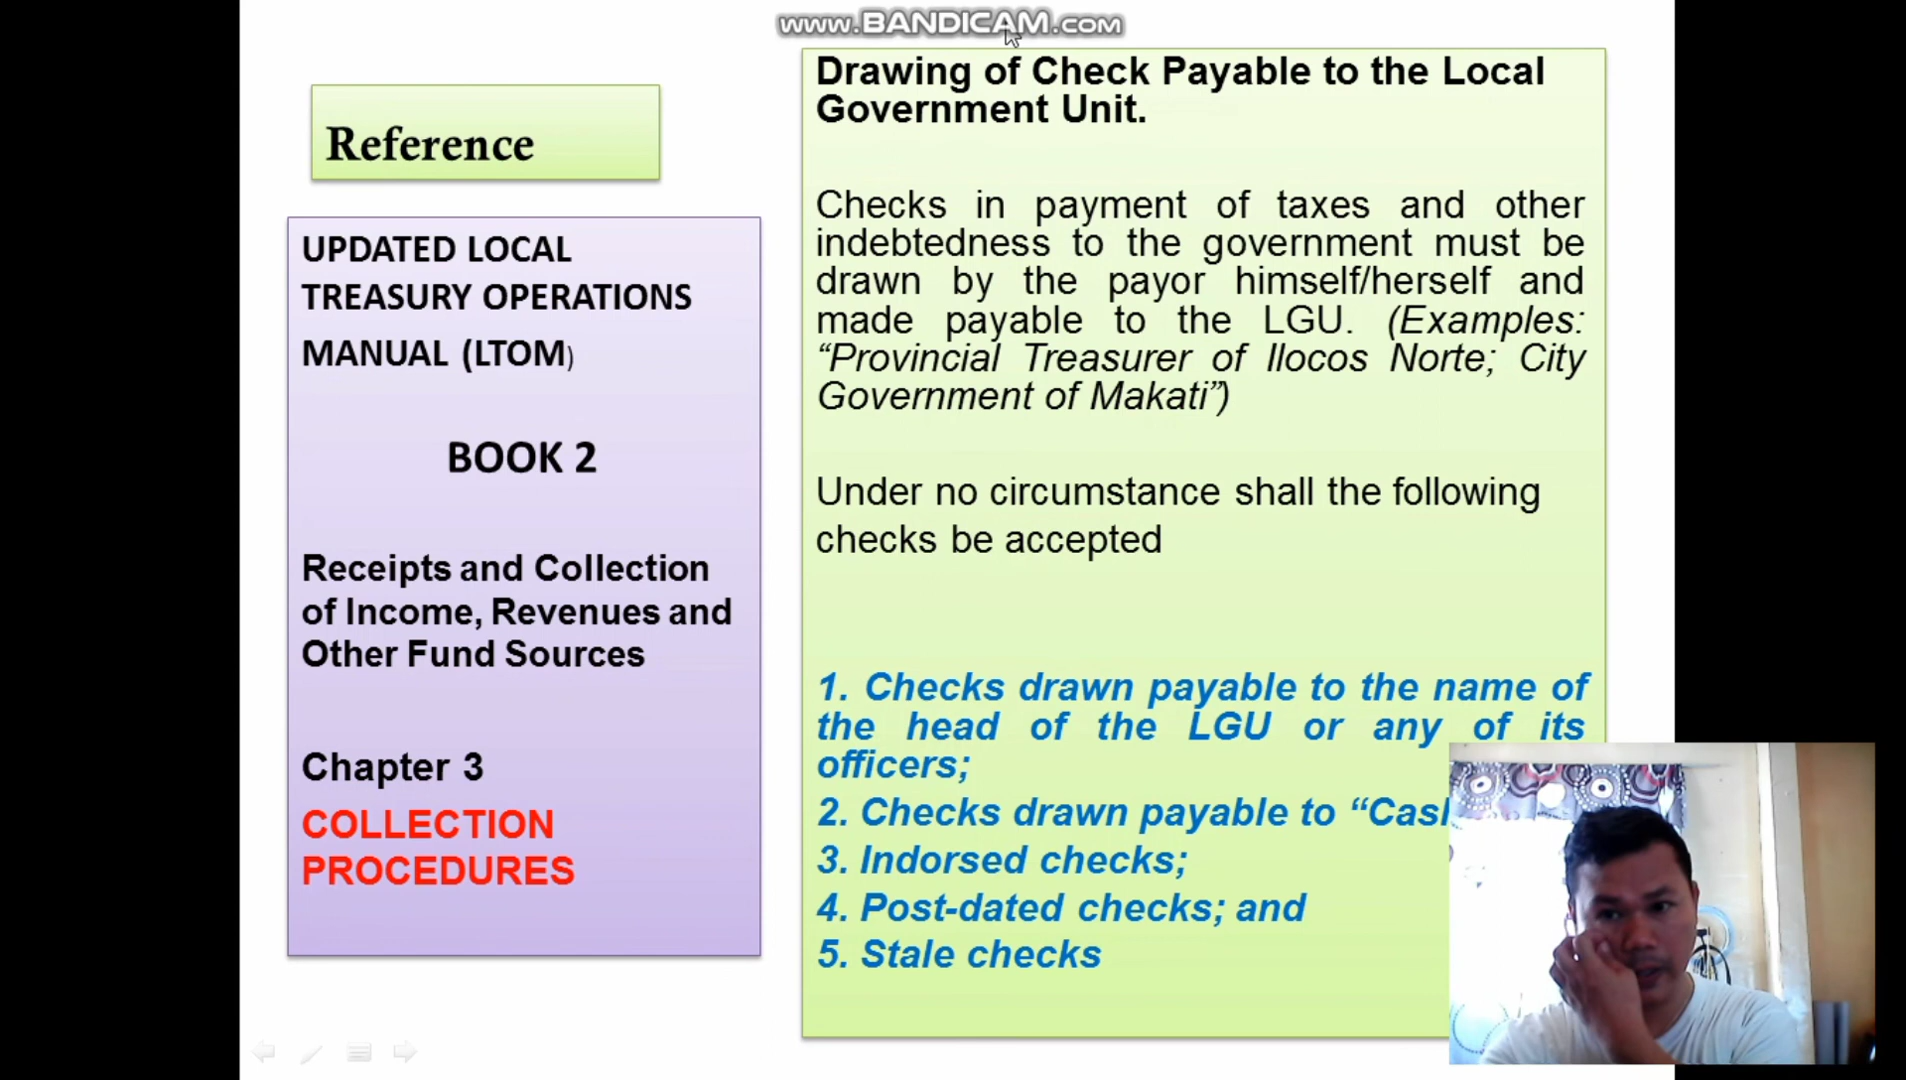 www.BANDICAM.com
Reference
UPDATED LOCAL
TREASURY OPERATIONS
MANUAL (LTOM)
BOOK 2
Receipts and Collection
of Income, Revenues and
Other Fund Sources
Chapter 3
COLLECTION
PROCEDURES
Drawing of Check Payable to the Local
Government Unit.
Checks in payment of taxes and other
indebtedness to the government must be
drawn by the payor himself/herself and
made payable to the LGU. (Examples:
“Provincial Treasurer of Ilocos Norte; City
Government of Makati”)
Under no circumstance shall the following
checks be accepted
1. Checks drawn payable to the name of
the head of the LGU or any of its
officers;
2. Checks drawn payable to
3. Indorsed checks;
4. Post-dated checks; and
5. Stale checks